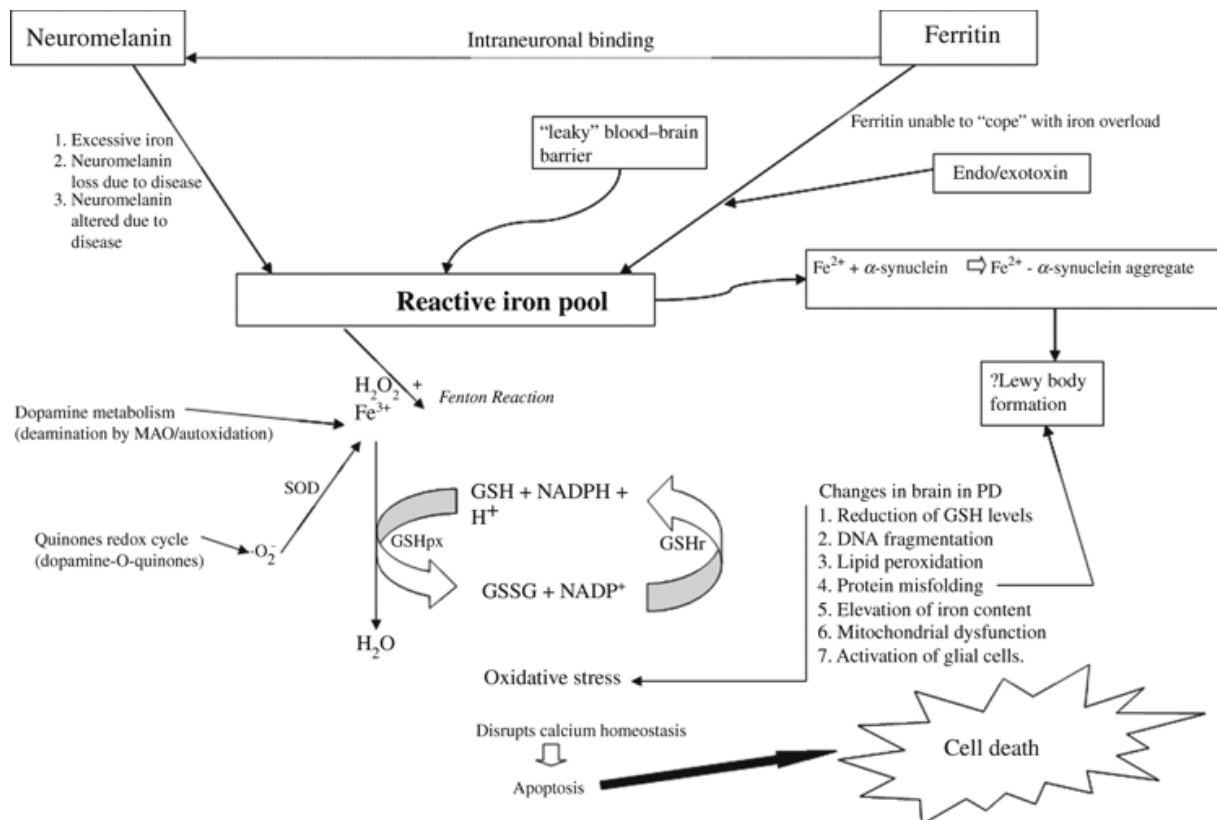 Neuromelanin
Intraneuronal binding
Ferritin
1. Excessive iron
2. Neuromelanin
loss due to disease
3. Neuromelanin
altered due to
disease
“leaky” blood–brain
barrier
Ferritin unable to “cope” with iron overload
Endo/exotoxin
Reactive iron pool
Fe²⁺ + α-synuclein ⇨ Fe²⁺ - α-synuclein aggregate
?Lewy body
formation
H₂O₂ +
Fe³⁺
Fenton Reaction
Dopamine metabolism
(deamination by MAO/autoxidation)
SOD
Quinones redox cycle
(dopamine-O-quinones)
·O₂⁻
GSH + NADPH +
H⁺
GSHpx
GSHr
GSSG + NADP⁺
H₂O
Changes in brain in PD
1. Reduction of GSH levels
2. DNA fragmentation
3. Lipid peroxidation
4. Protein misfolding
5. Elevation of iron content
6. Mitochondrial dysfunction
7. Activation of glial cells.
Oxidative stress
Disrupts calcium homeostasis
Apoptosis
Cell death